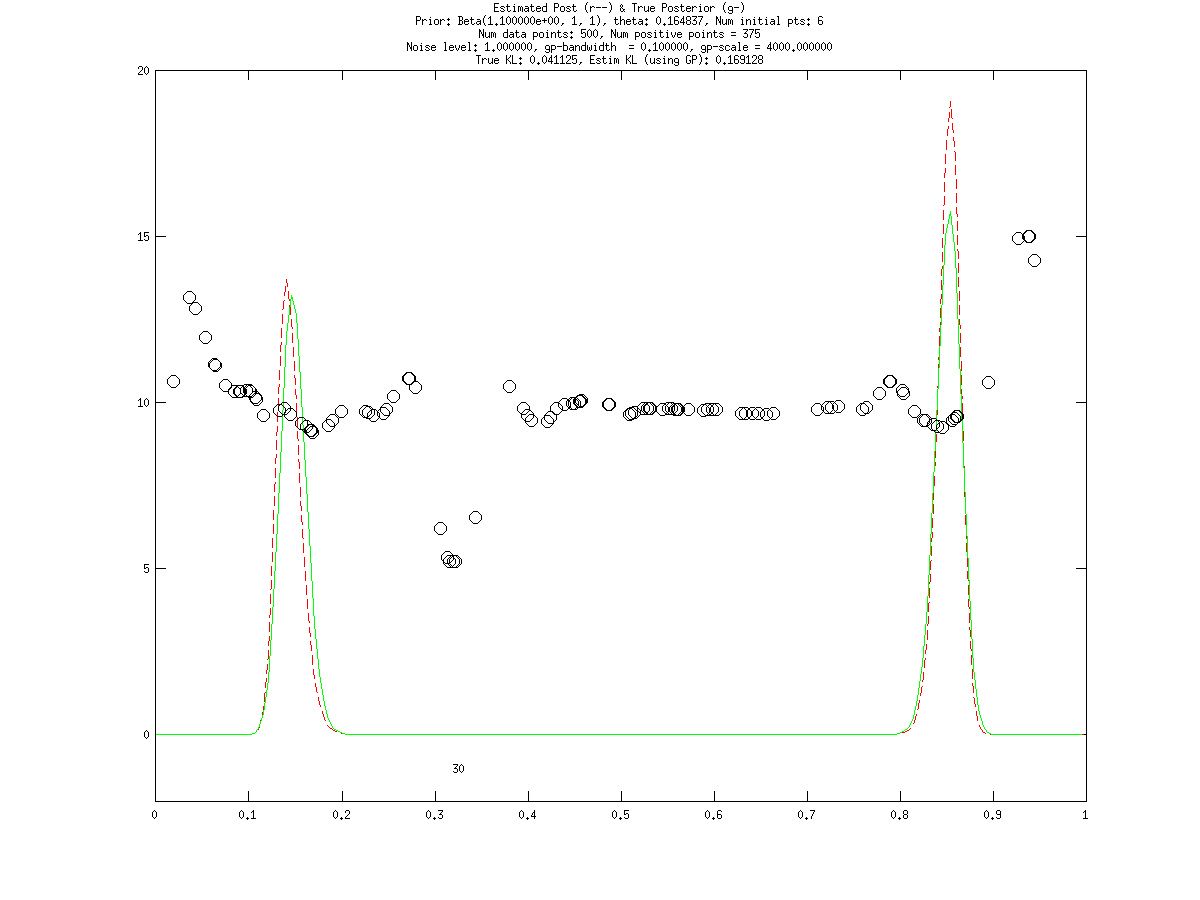 Estimated Post (r--) & True Posterior (g-)
Prior: Beta(1.100000e+00, 1, 1), theta: 0.164837, Num initial pts: 6
Num data points: 500, Num positive points = 375
Noise level: 1.000000, gp-bandwidth = 0.100000, gp-scale = 4000.000000
True KL: 0.041125, Estim KL (using GP): 0.169128
20
15
10
5
0
30
0 0.1 0.2 0.3 0.4 0.5 0.6 0.7 0.8 0.9 1